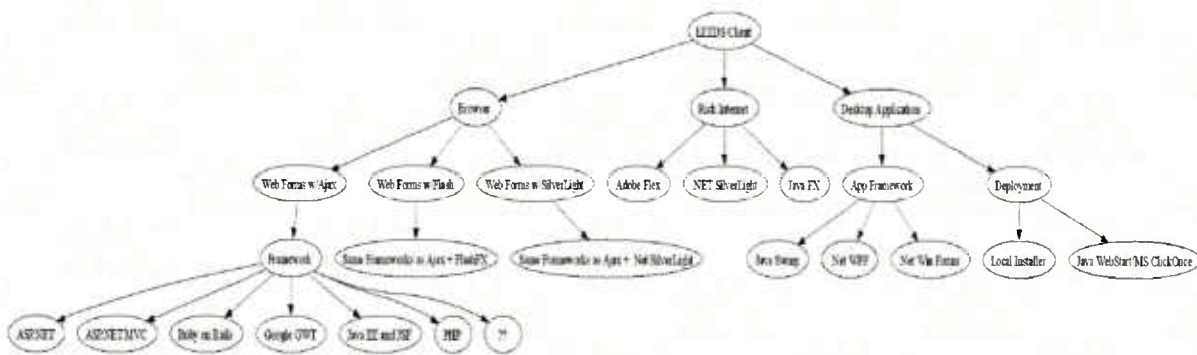 LEEDS Client
Browser
Rich Internet
Desktop Applications
Web Forms w/Ajax
Web Forms w/Flash
Web Forms w/SilverLight
Adobe Flex
.NET SilverLight
Java FX
App Framework
Deployment
Framework
Same Frameworks as Ajax + Flash/FX
Same Frameworks as Ajax + .Net SilverLight
Java Swing
.Net WPF
.Net Win Forms
Local Installer
Java WebStart/MS ClickOnce
ASP.NET
ASP.NET MVC
Ruby on Rails
Google GWT
Java EE and JSF
PHP
??